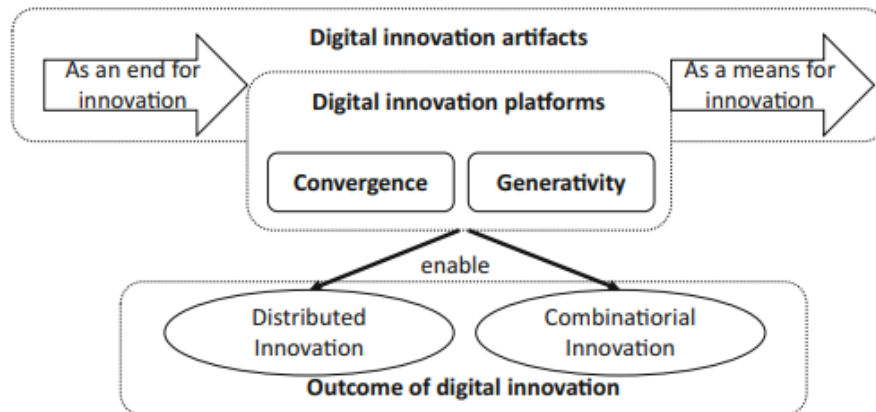 Digital innovation artifacts
As an end for
innovation
As a means for
innovation
Digital innovation platforms
Convergence
Generativity
enable
Distributed
Innovation
Combinatiorial
Innovation
Outcome of digital innovation